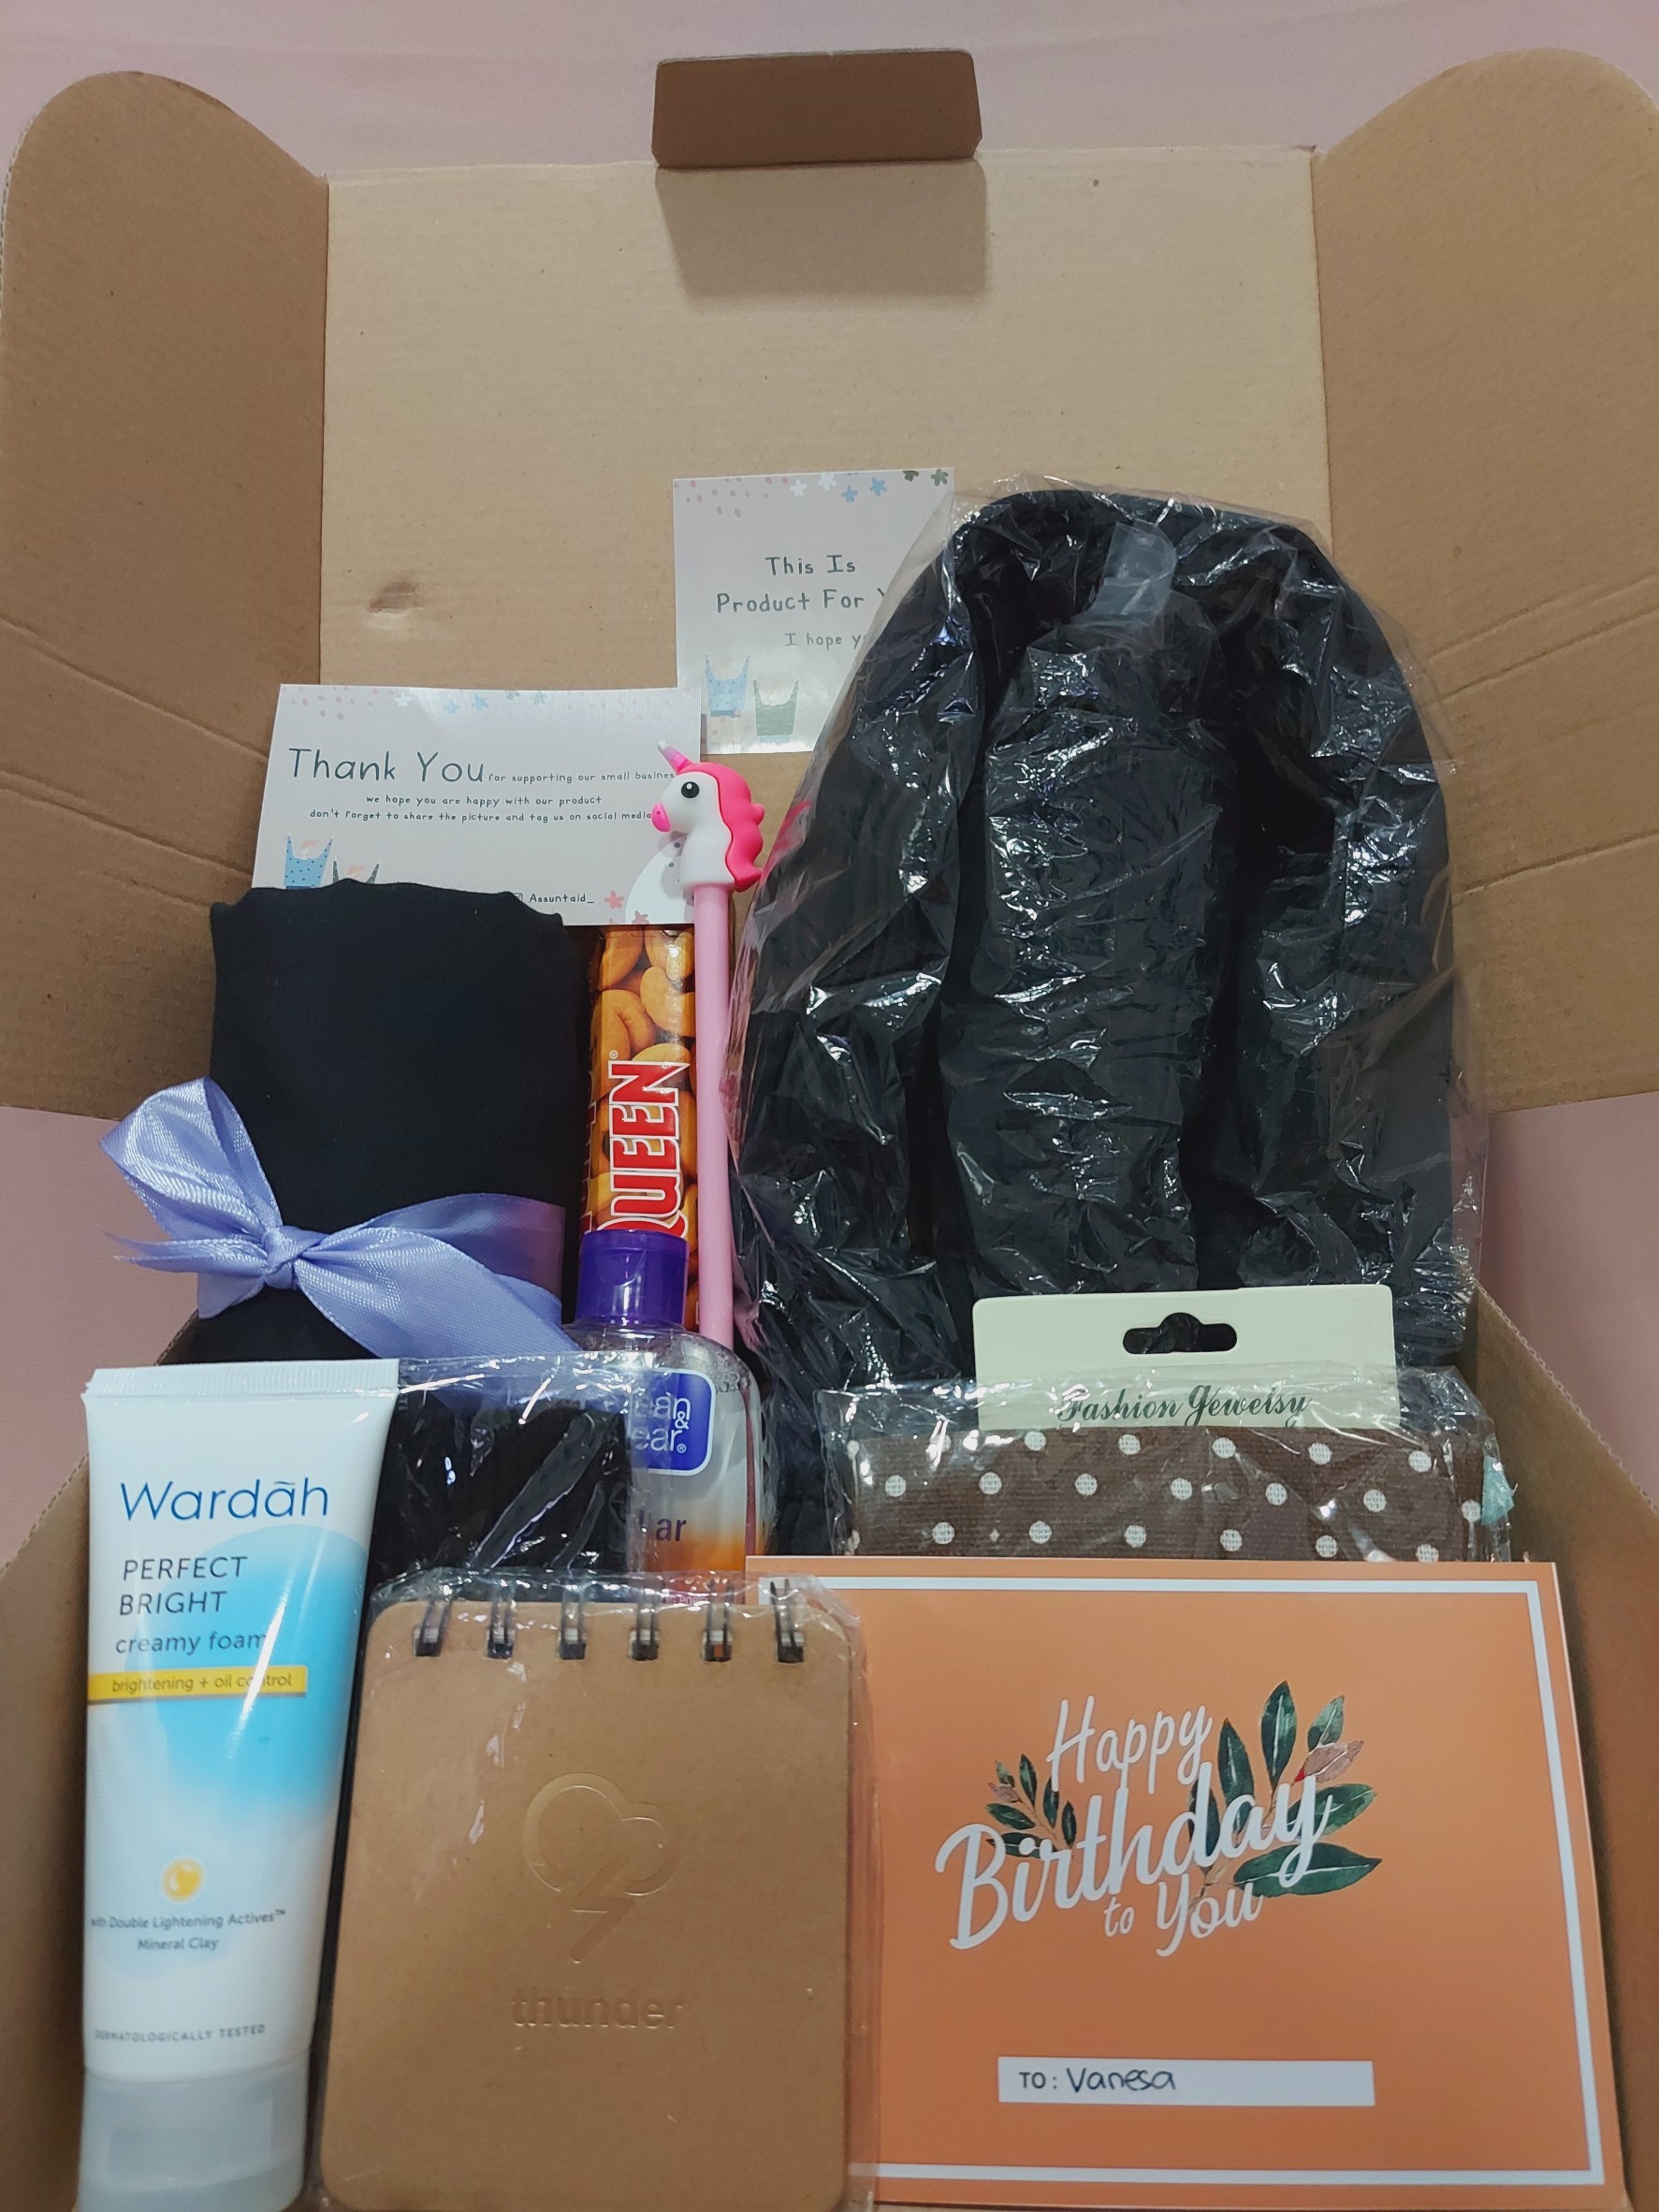 This Is
Product For
I hope
Thank You for supporting our small busines
we hope you are happy with our product
don't forget to share the picture and tag us on social media
Assuntaid_
QUEEN
Fashion Jewelsy
Wardah
PERFECT
BRIGHT
creamy foam
brightening + oil control
with Double Lightening Actives™
Mineral Clay
DERMATOLOGICALLY TESTED
thunder
Happy
Birthday
to You
TO: Vanesa